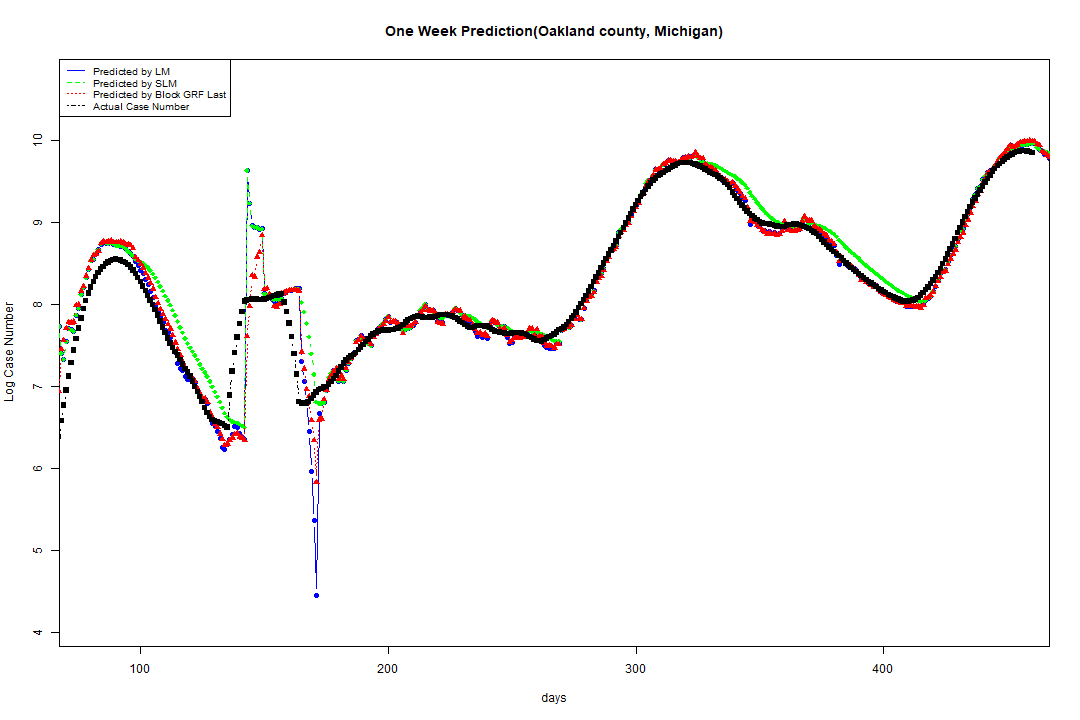 One Week Prediction(Oakland county, Michigan)
Predicted by LM
Predicted by SLM
Predicted by Block GRF Last
Actual Case Number
Log Case Number
10
9
8
7
6
5
4
100 200 300 400
days